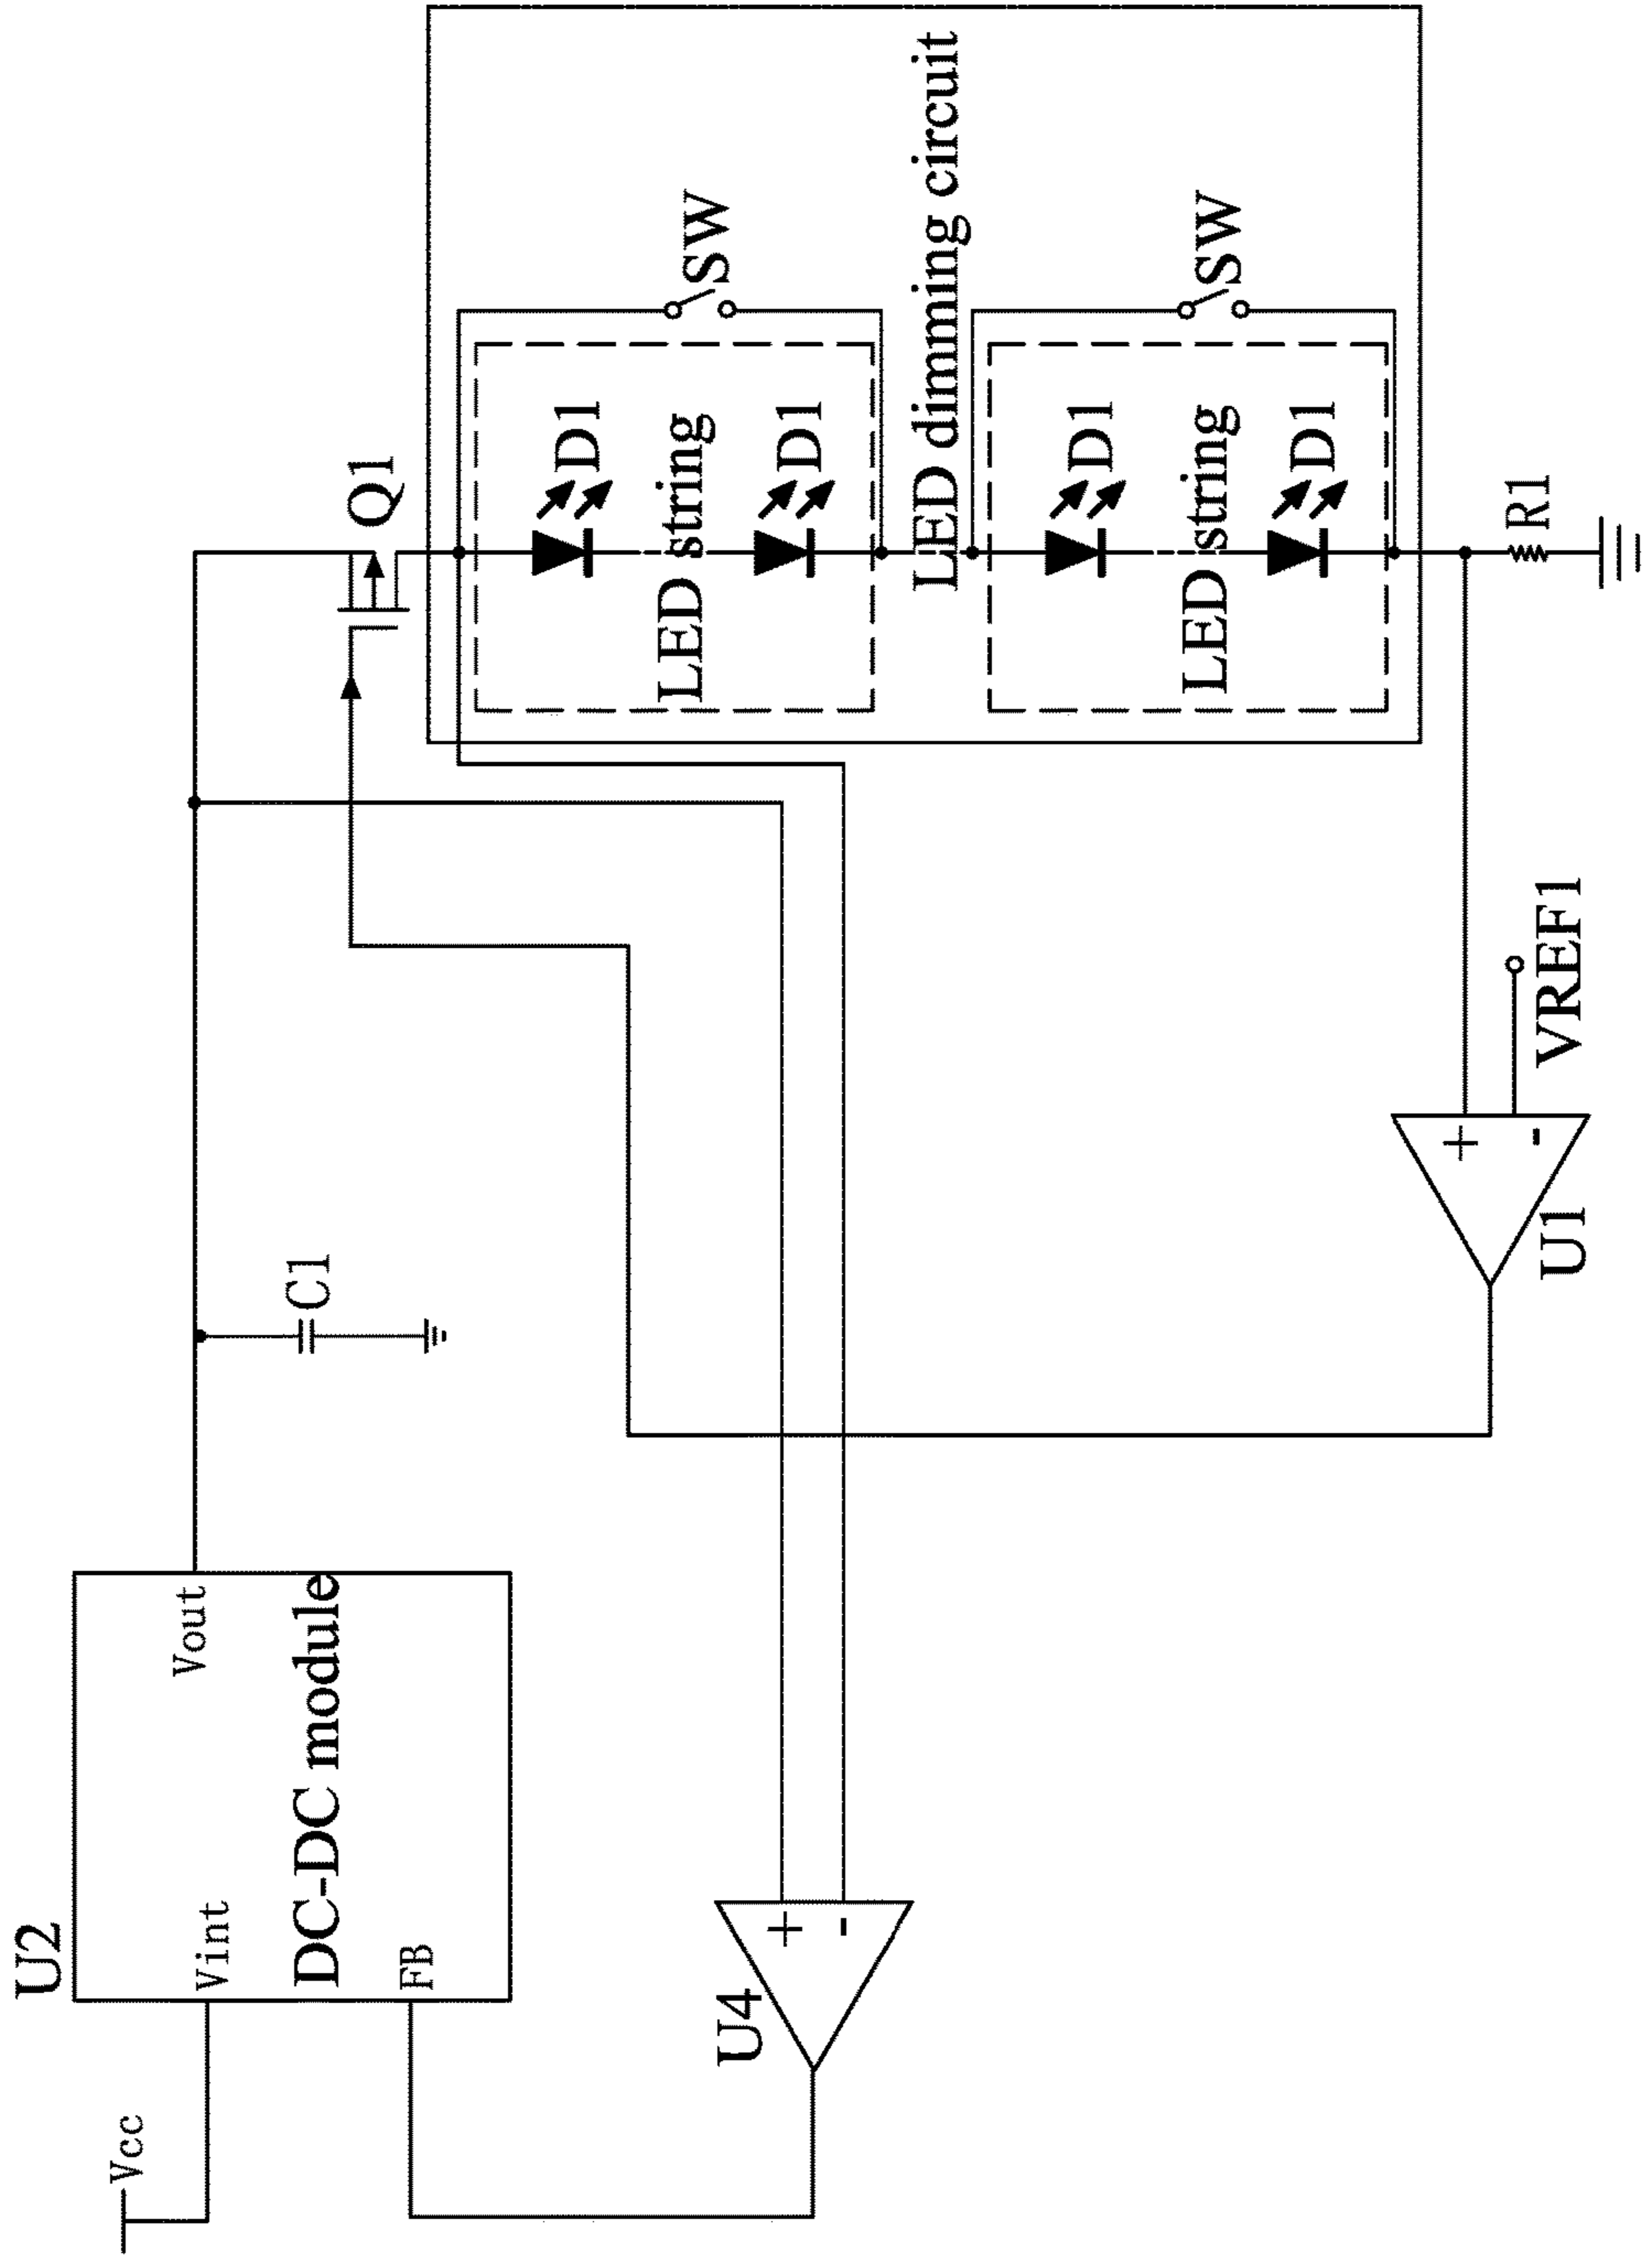 U2
Vcc
Vint
Vout
DC-DC module
FB
C1
Q1
U4
+
-
D1
LED string
D1
SW
LED dimming circuit
D1
LED string
D1
SW
+
-
U1
VREF1
R1